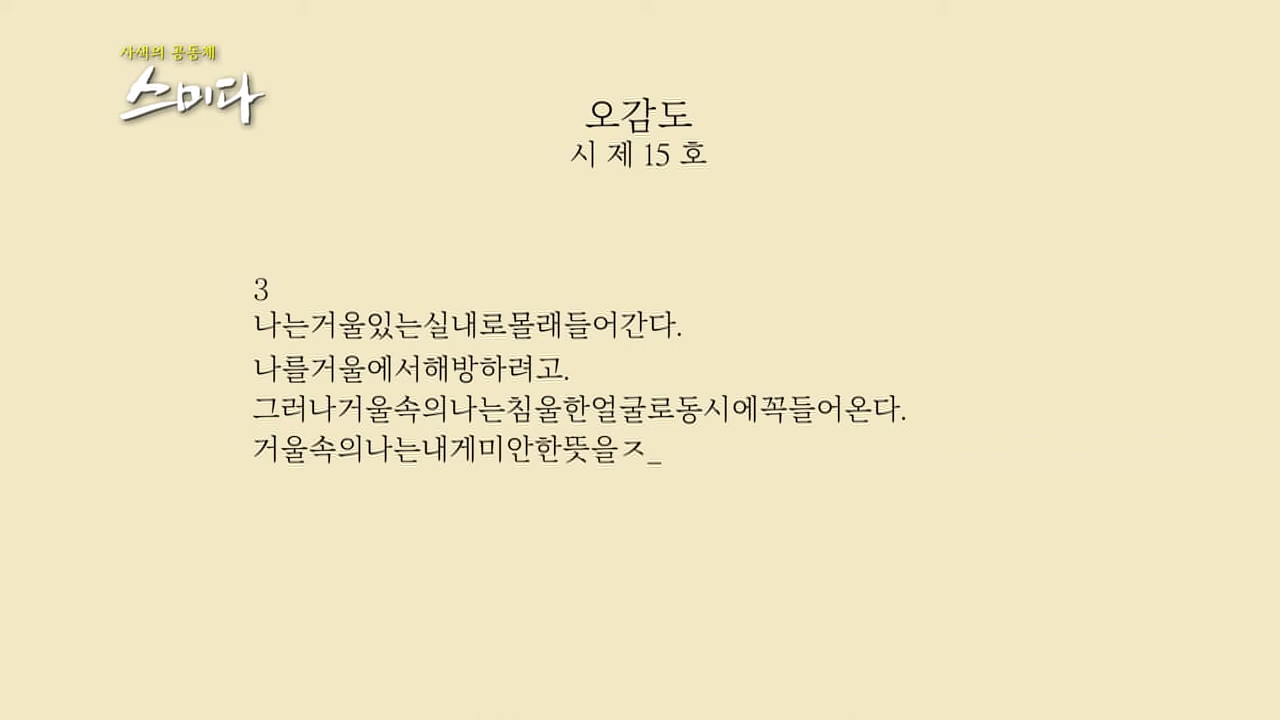 사색의 공동체
스미다
오감도
시 제 15 호
3
나는거울있는실내로몰래들어간다.
나를거울에서해방하려고.
그러나거울속의나는침울한얼굴로동시에꼭들어온다.
거울속의나는내게미안한뜻을ㅈ_